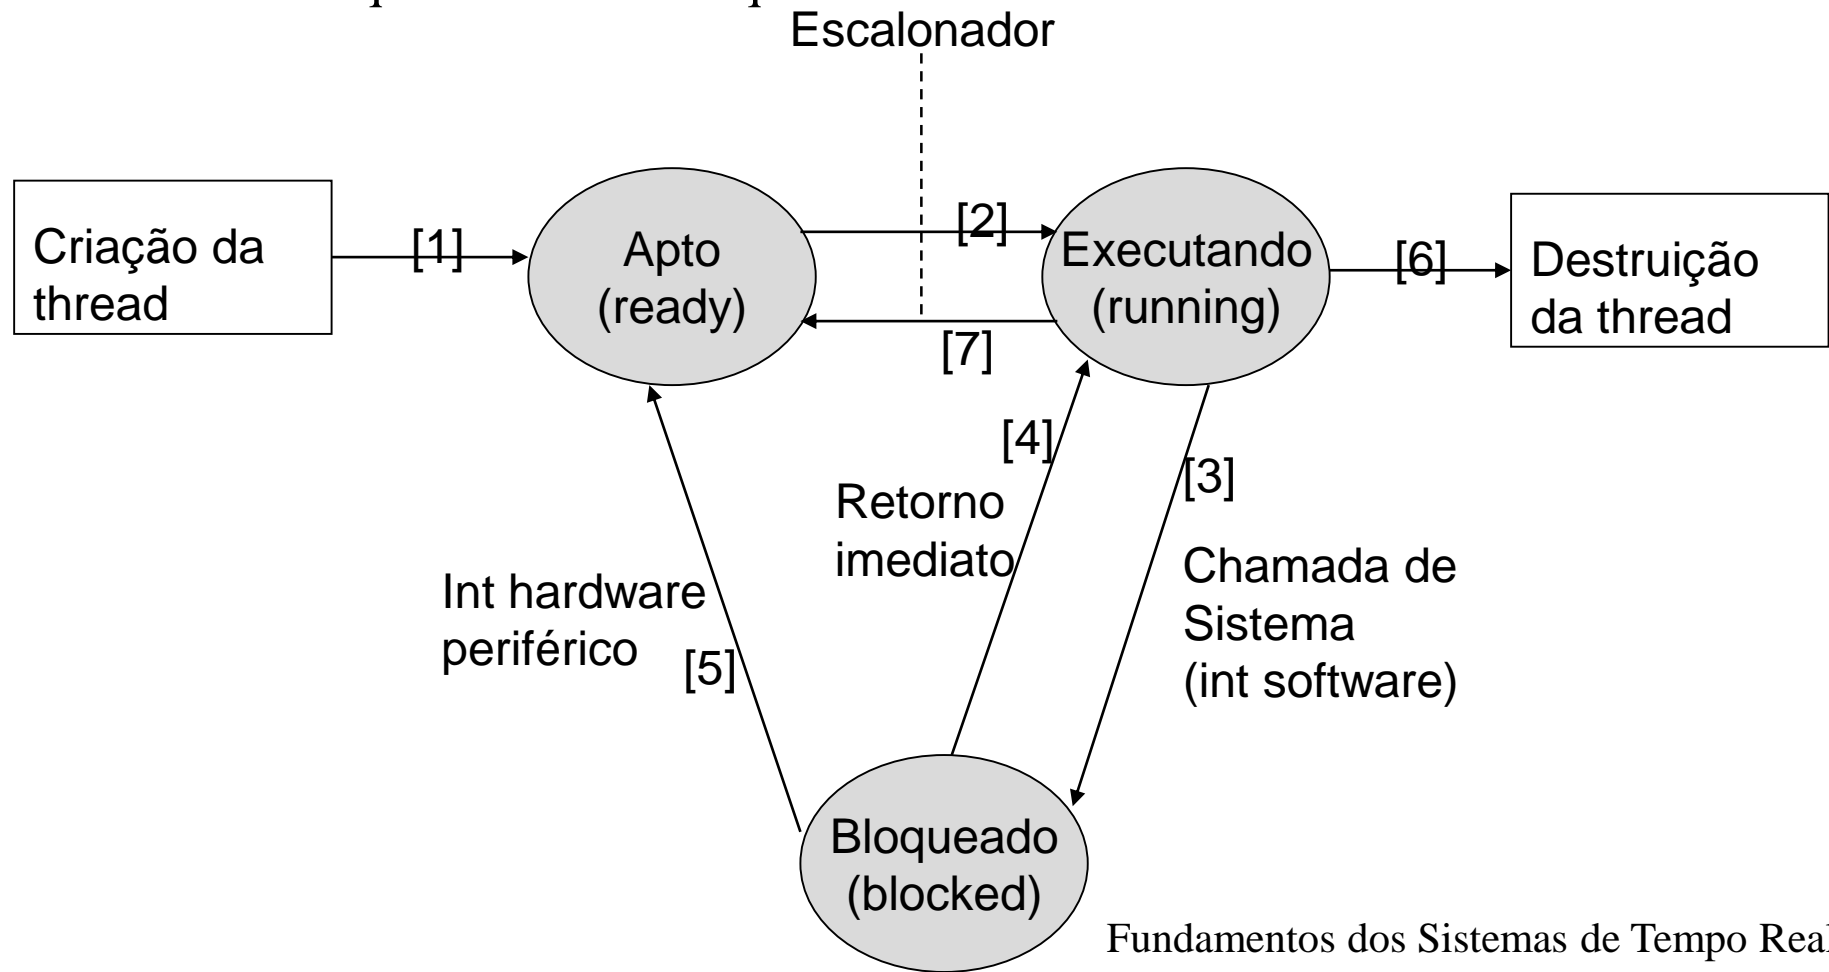 Escalonador
Criação da
thread
[1]
Apto
(ready)
[2]
[7]
Executando
(running)
[6]
Destruição
da thread
[4]
Retorno
imediato
[3]
Chamada de
Sistema
(int software)
Int hardware
periférico
[5]
Bloqueado
(blocked)
Fundamentos dos Sistemas de Tempo Real